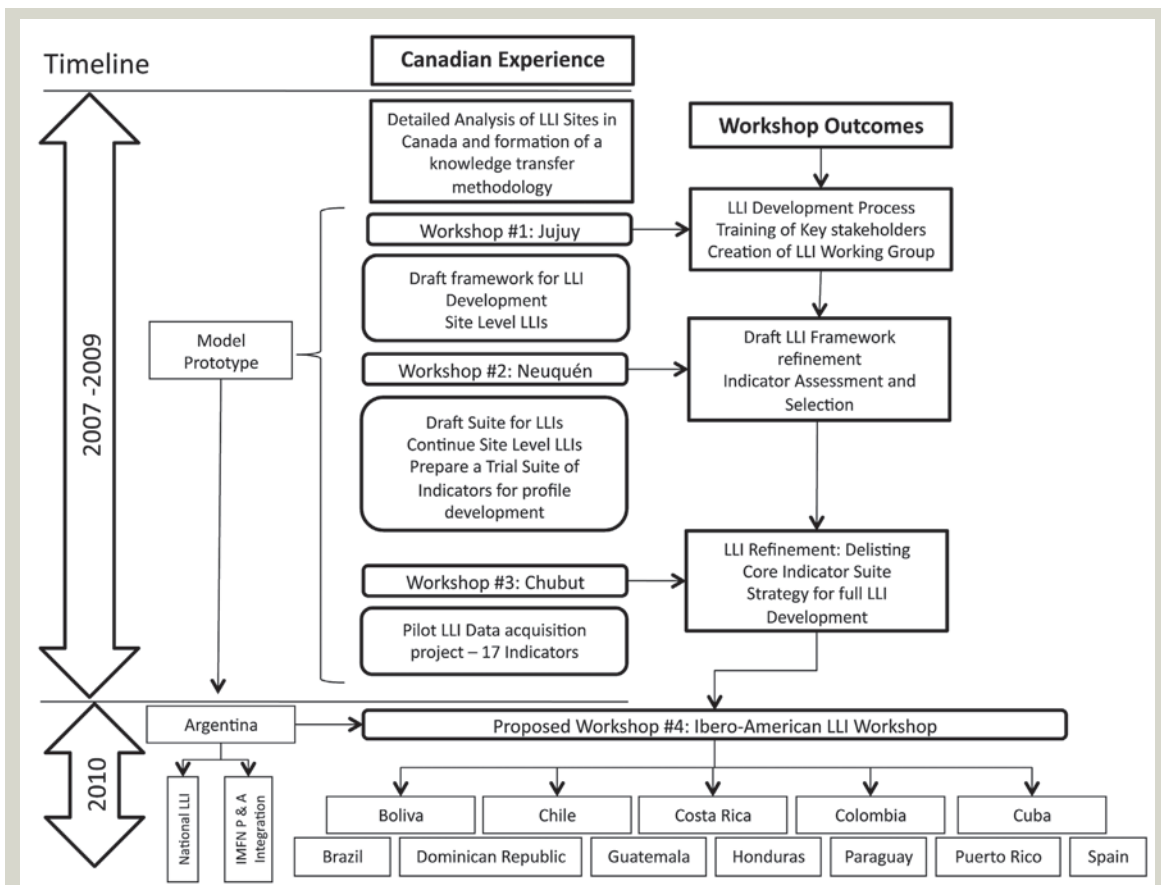 Timeline
Canadian Experience
2007 -2009
Detailed Analysis of LLI Sites in
Canada and formation of a
knowledge transfer
methodology
Workshop Outcomes
Workshop #1: Jujuy
LLI Development Process
Training of Key stakeholders
Creation of LLI Working Group
Draft framework for LLI
Development
Site Level LLIs
Model
Prototype
Workshop #2: Neuquén
Draft LLI Framework
refinement
Indicator Assessment and
Selection
Draft Suite for LLIs
Continue Site Level LLIs
Prepare a Trial Suite of
Indicators for profile
development
Workshop #3: Chubut
LLI Refinement: Delisting
Core Indicator Suite
Strategy for full LLI
Development
Pilot LLI Data acquisition
project – 17 Indicators
2010
Argentina
Proposed Workshop #4: Ibero-American LLI Workshop
National LLI
IMFN P & A
Integration
Boliva
Chile
Costa Rica
Colombia
Cuba
Brazil
Dominican Republic
Guatemala
Honduras
Paraguay
Puerto Rico
Spain